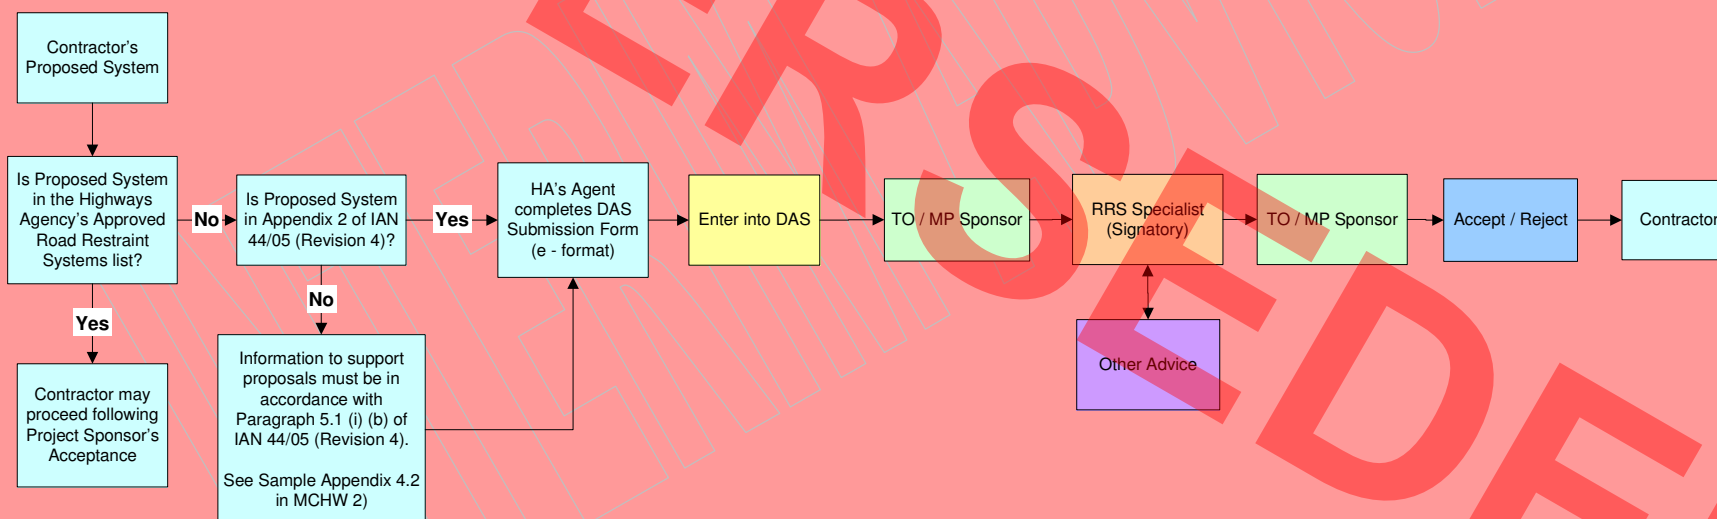 Contractor's
Proposed System
Is Proposed System
in the Highways
Agency's Approved
Road Restraint
Systems list?
No
Is Proposed System
in Appendix 2 of IAN
44/05 (Revision 4)?
Yes
HA's Agent
completes DAS
Submission Form
(e - format)
Enter into DAS
TO / MP Sponsor
RRS Specialist
(Signatory)
TO / MP Sponsor
Accept / Reject
Contractor
Yes
No
Contractor may
proceed following
Project Sponsor's
Acceptance
Information to support
proposals must be in
accordance with
Paragraph 5.1 (i) (b) of
IAN 44/05 (Revision 4).
See Sample Appendix 4.2
in MCHW 2)
Other Advice
ERSEDE